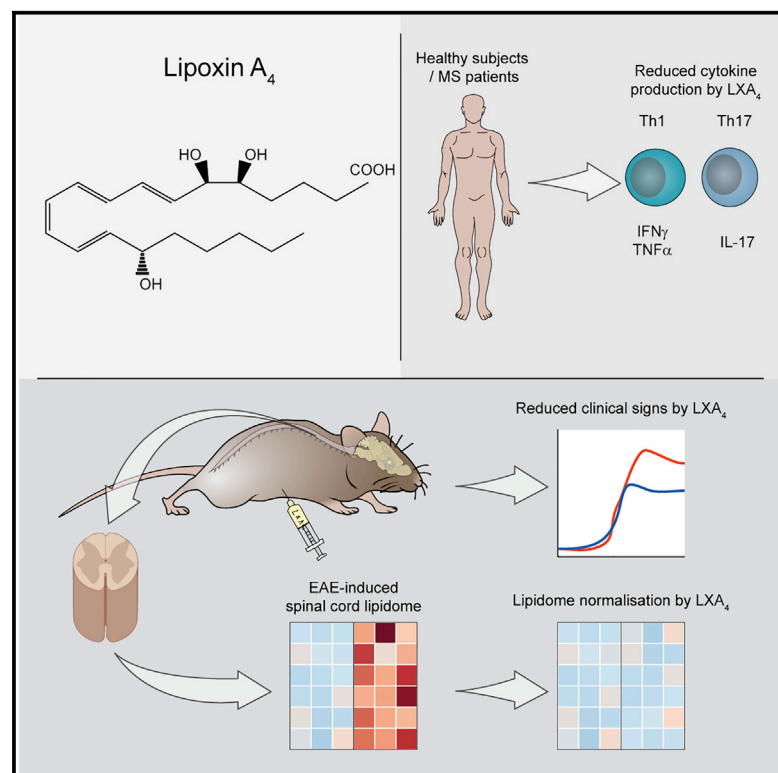 Lipoxin A₄
HO
OH
COOH
OH
Healthy subjects
/ MS patients
Reduced cytokine
production by LXA₄
Th1
Th17
IFNγ
TNFα
IL-17
Reduced clinical signs by LXA₄
LXA
EAE-induced
spinal cord lipidome
Lipidome normalisation by LXA₄